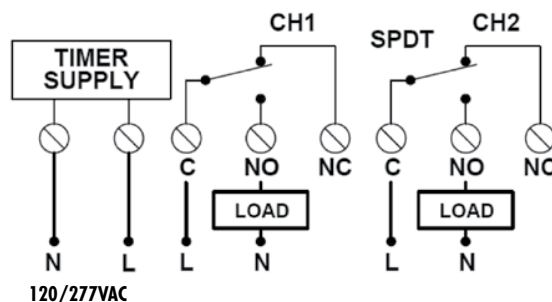 CH1
SPDT
CH2
TIMER
SUPPLY
C
NO
NC
C
NO
NC
LOAD
LOAD
N
L
L
N
L
N
120/277VAC